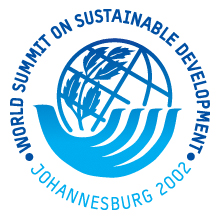 • WORLD SUMMIT ON SUSTAINABLE DEVELOPMENT •
JOHANNESBURG 2002